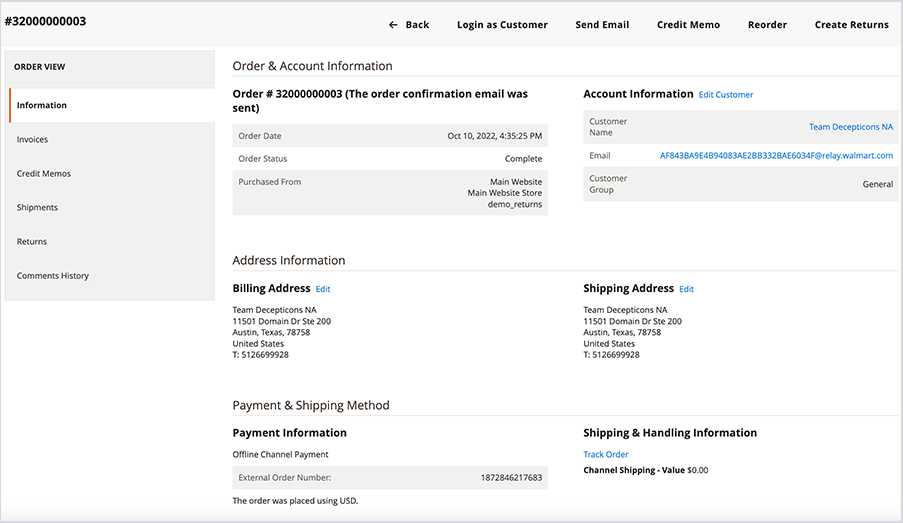 #32000000003
← Back Login as Customer Send Email Credit Memo Reorder Create Returns
ORDER VIEW
Information
Invoices
Credit Memos
Shipments
Returns
Comments History
Order & Account Information
Order # 32000000003 (The order confirmation email was
sent)
Order Date Oct 10, 2022, 4:35:25 PM
Order Status Complete
Purchased From Main Website
Main Website Store
demo_returns
Account Information Edit Customer
Customer
Name
Team Decepticons NA
Email AF843BA9E4B94083AE2BB332BAE6034F@relay.walmart.com
Customer
Group
General
Address Information
Billing Address Edit
Team Decepticons NA
11501 Domain Dr Ste 200
Austin, Texas, 78758
United States
T: 5126699928
Shipping Address Edit
Team Decepticons NA
11501 Domain Dr Ste 200
Austin, Texas, 78758
United States
T: 5126699928
Payment & Shipping Method
Payment Information
Offline Channel Payment
External Order Number: 1872846217683
The order was placed using USD.
Shipping & Handling Information
Track Order
Channel Shipping - Value $0.00